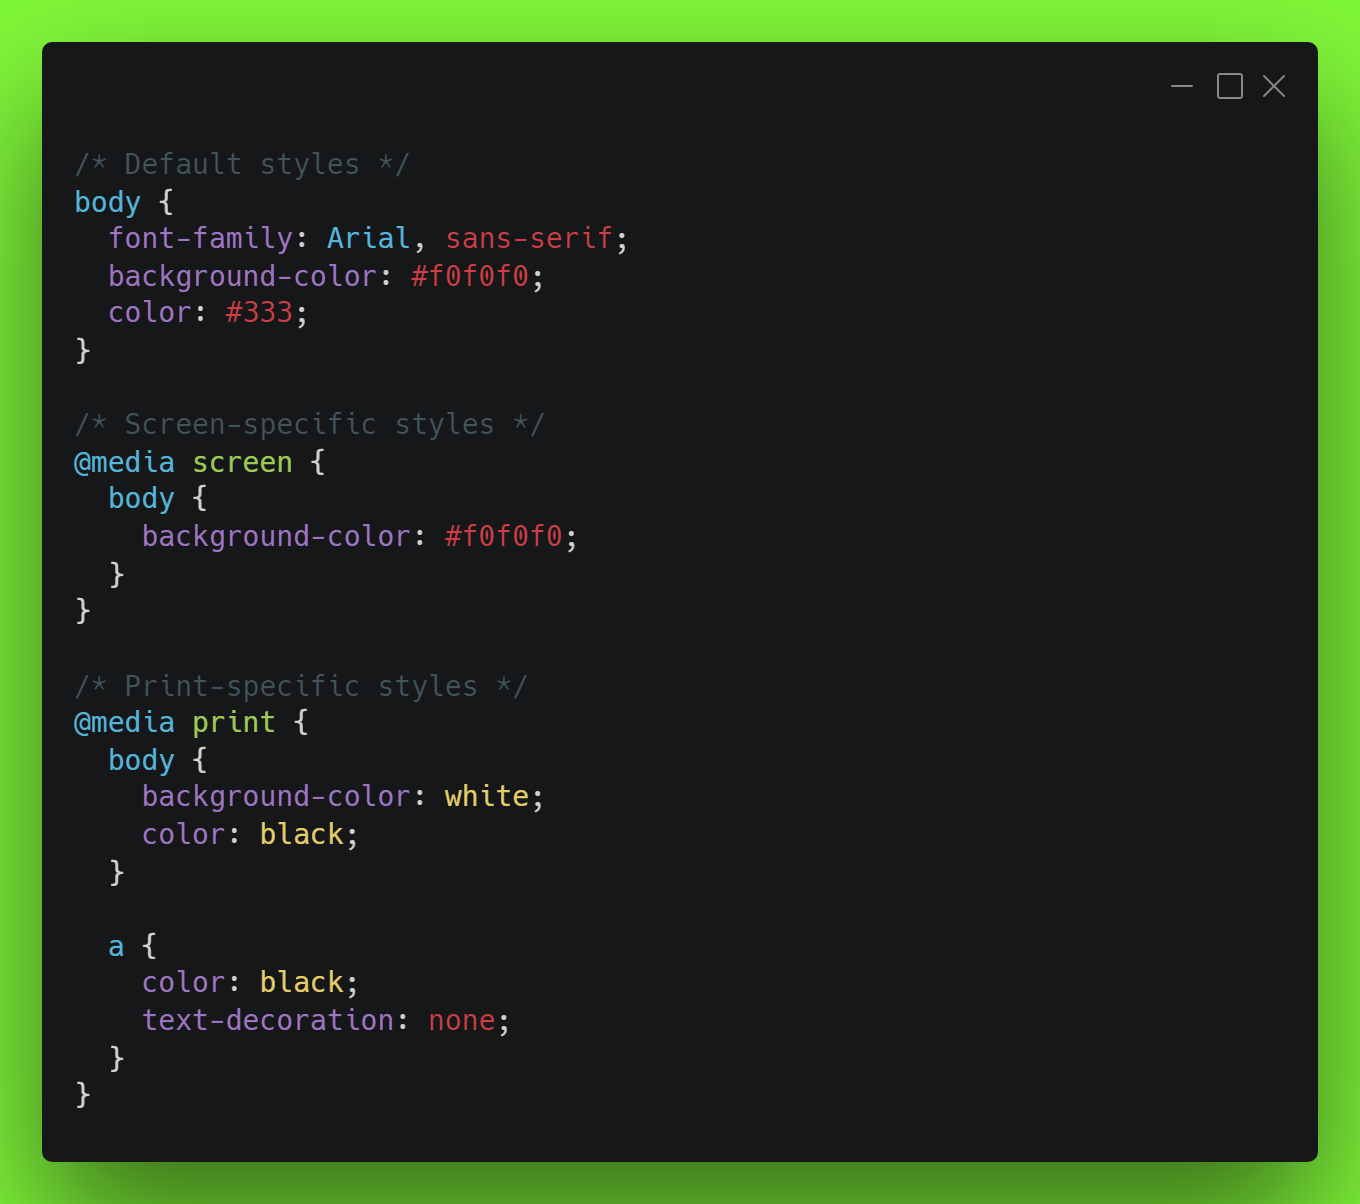 /* Default styles */
body {
  font-family: Arial, sans-serif;
  background-color: #f0f0f0;
  color: #333;
}

/* Screen-specific styles */
@media screen {
  body {
    background-color: #f0f0f0;
  }
}

/* Print-specific styles */
@media print {
  body {
    background-color: white;
    color: black;
  }

  a {
    color: black;
    text-decoration: none;
  }
}